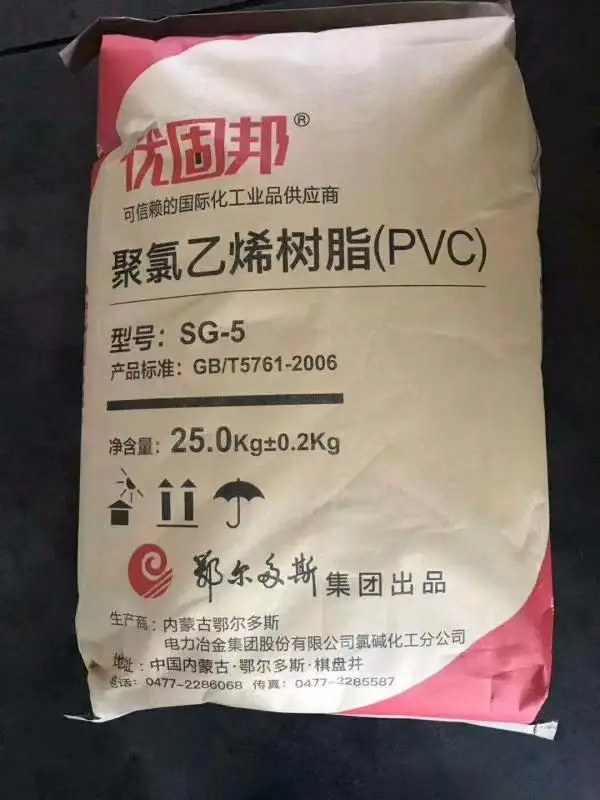 优固邦®
可信赖的国际化工业品供应商
聚氯乙烯树脂(PVC)
型号: SG-5
产品标准: GB/T5761-2006
净含量: 25.0Kg±0.2Kg
鄂尔多斯集团出品
生产商: 内蒙古鄂尔多斯
电力冶金集团股份有限公司氯碱化工分公司
地址: 中国内蒙古·鄂尔多斯·棋盘井
电话: 0477-2286068 传真: 0477-2285587